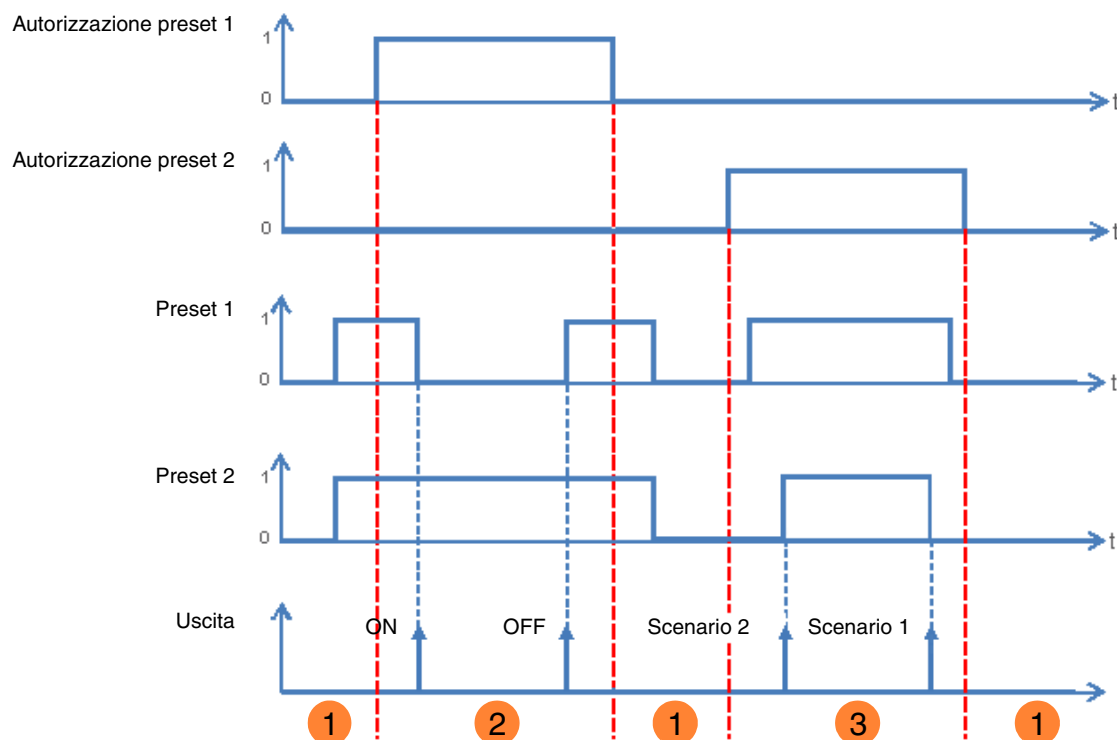 Autorizzazione preset 1
1
0
t
Autorizzazione preset 2
1
0
t
Preset 1
1
0
t
Preset 2
1
0
t
Uscita
ON
OFF
Scenario 2
Scenario 1
1
2
1
3
1